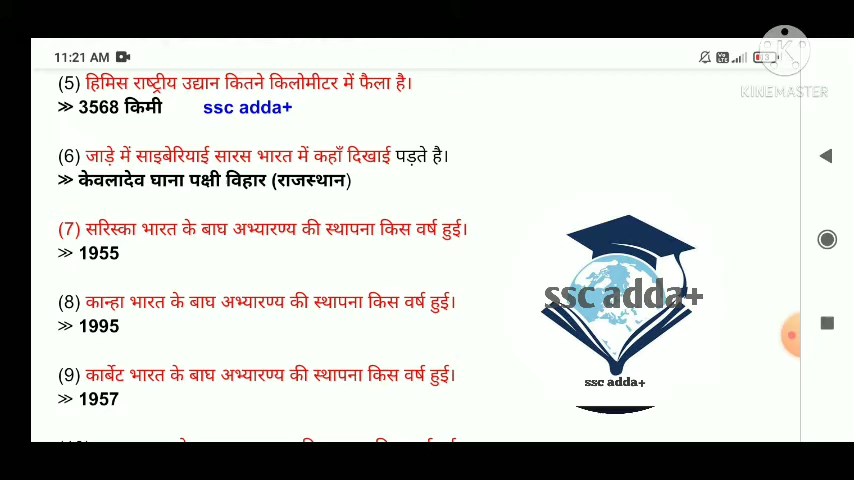 11:21 AM
KINEMASTER
(5) हिमिस राष्ट्रीय उद्यान कितने किलोमीटर में फैला है।
>> 3568 किमी ssc adda+
(6) जाड़े में साइबेरियाई सारस भारत में कहाँ दिखाई पड़ते है।
>> केवलादेव घाना पक्षी विहार (राजस्थान)
(7) सरिस्का भारत के बाघ अभ्यारण्य की स्थापना किस वर्ष हुई।
>> 1955
(8) कान्हा भारत के बाघ अभ्यारण्य की स्थापना किस वर्ष हुई।
>> 1995
(9) कार्बेट भारत के बाघ अभ्यारण्य की स्थापना किस वर्ष हुई।
>> 1957
ssc adda+
ssc adda+